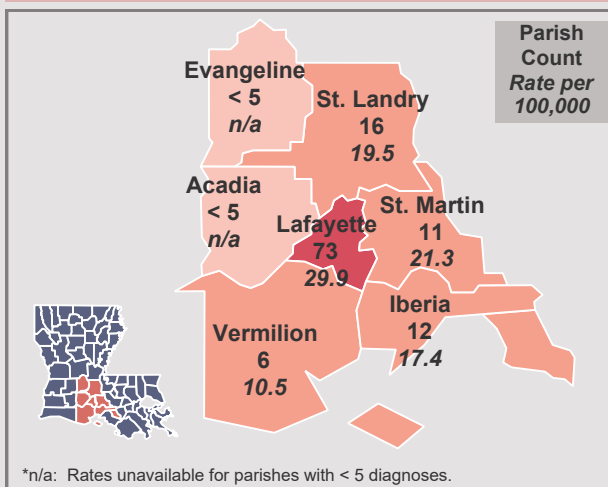 Parish
Count
Rate per
100,000
Evangeline
< 5
n/a
St. Landry
16
19.5
Acadia
< 5
n/a
Lafayette
73
29.9
St. Martin
11
21.3
Vermilion
6
10.5
Iberia
12
17.4
*n/a:  Rates unavailable for parishes with < 5 diagnoses.